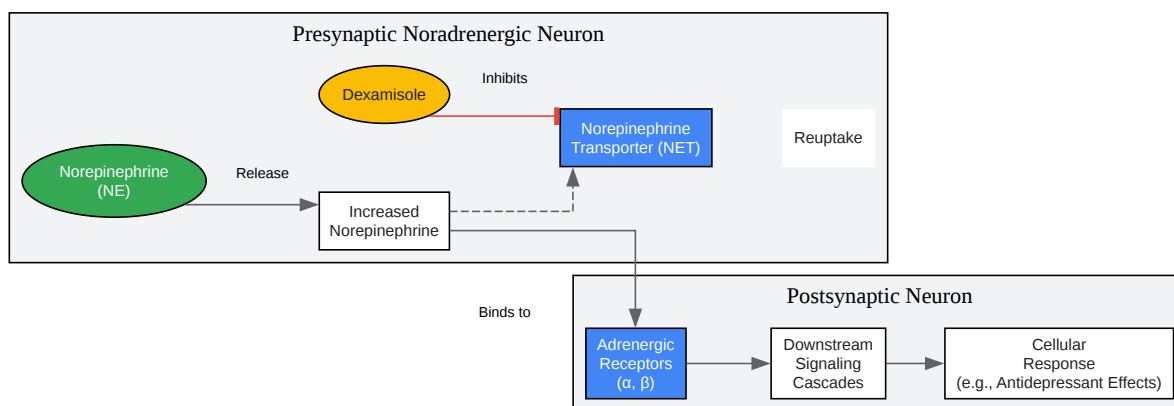 Presynaptic Noradrenergic Neuron
Dexamisole
Inhibits
Norepinephrine
Transporter (NET)
Reuptake
Norepinephrine
(NE)
Release
Increased
Norepinephrine
Binds to
Postsynaptic Neuron
Adrenergic
Receptors
(α, β)
Downstream
Signaling
Cascades
Cellular
Response
(e.g., Antidepressant Effects)